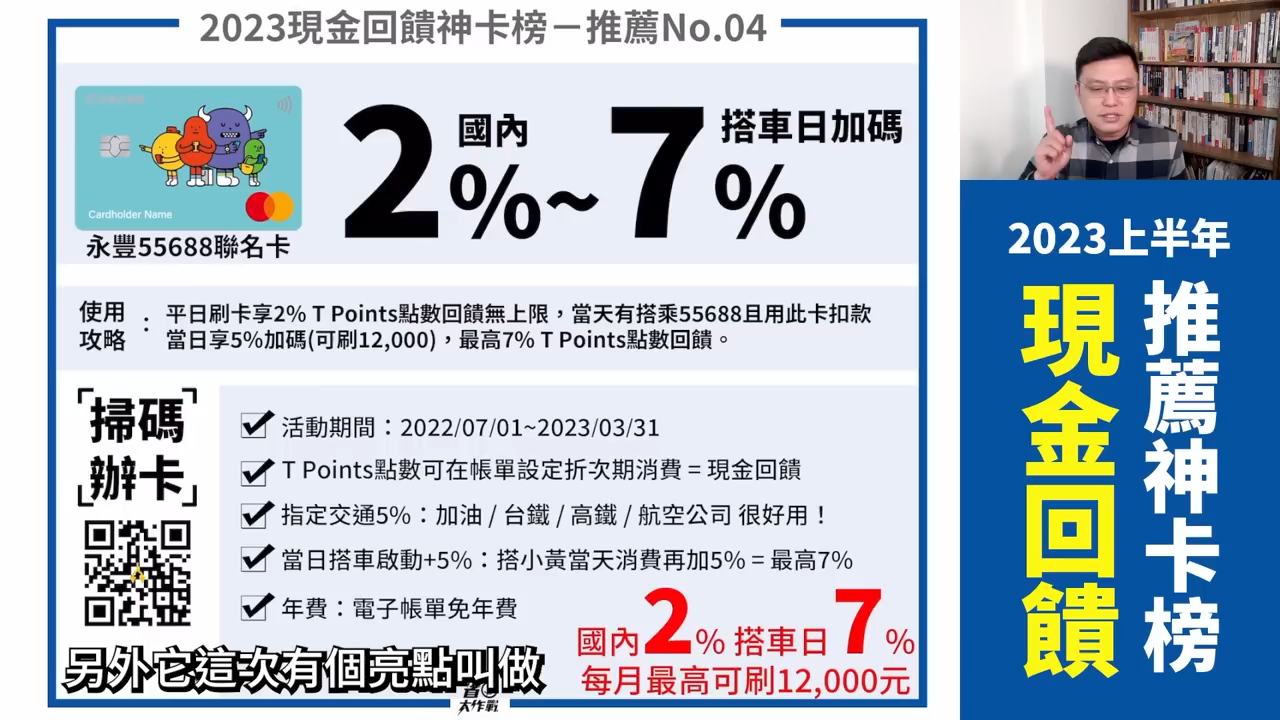 2023現金回饋神卡榜－推薦No.04
Cardholder Name
永豐55688聯名卡
2% 國內 ~ 7% 搭車日加碼
使用攻略：
平日刷卡享2% T Points點數回饋無上限，當天有搭乘55688且用此卡扣款
當日享5%加碼(可刷12,000)，最高7% T Points點數回饋。
掃碼
辦卡
活動期間：2022/07/01~2023/03/31
T Points點數可在帳單設定折次期消費 = 現金回饋
指定交通5%：加油 / 台鐵 / 高鐵 / 航空公司 很好用！
當日搭車啟動+5%：搭小黃當天消費再加5% = 最高7%
年費：電子帳單免年費
國內2% 搭車日7%
每月最高可刷12,000元
另外它這次有個亮點叫做
大作戰
2023上半年
推薦神卡榜
現金回饋